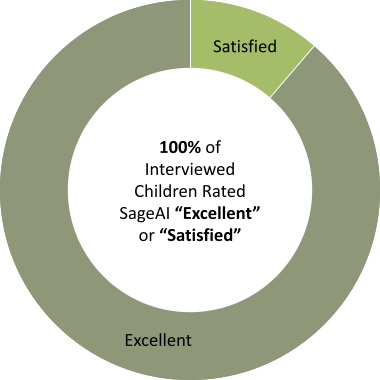 Satisfied
100% of
Interviewed
Children Rated
SageAI “Excellent”
or “Satisfied”
Excellent